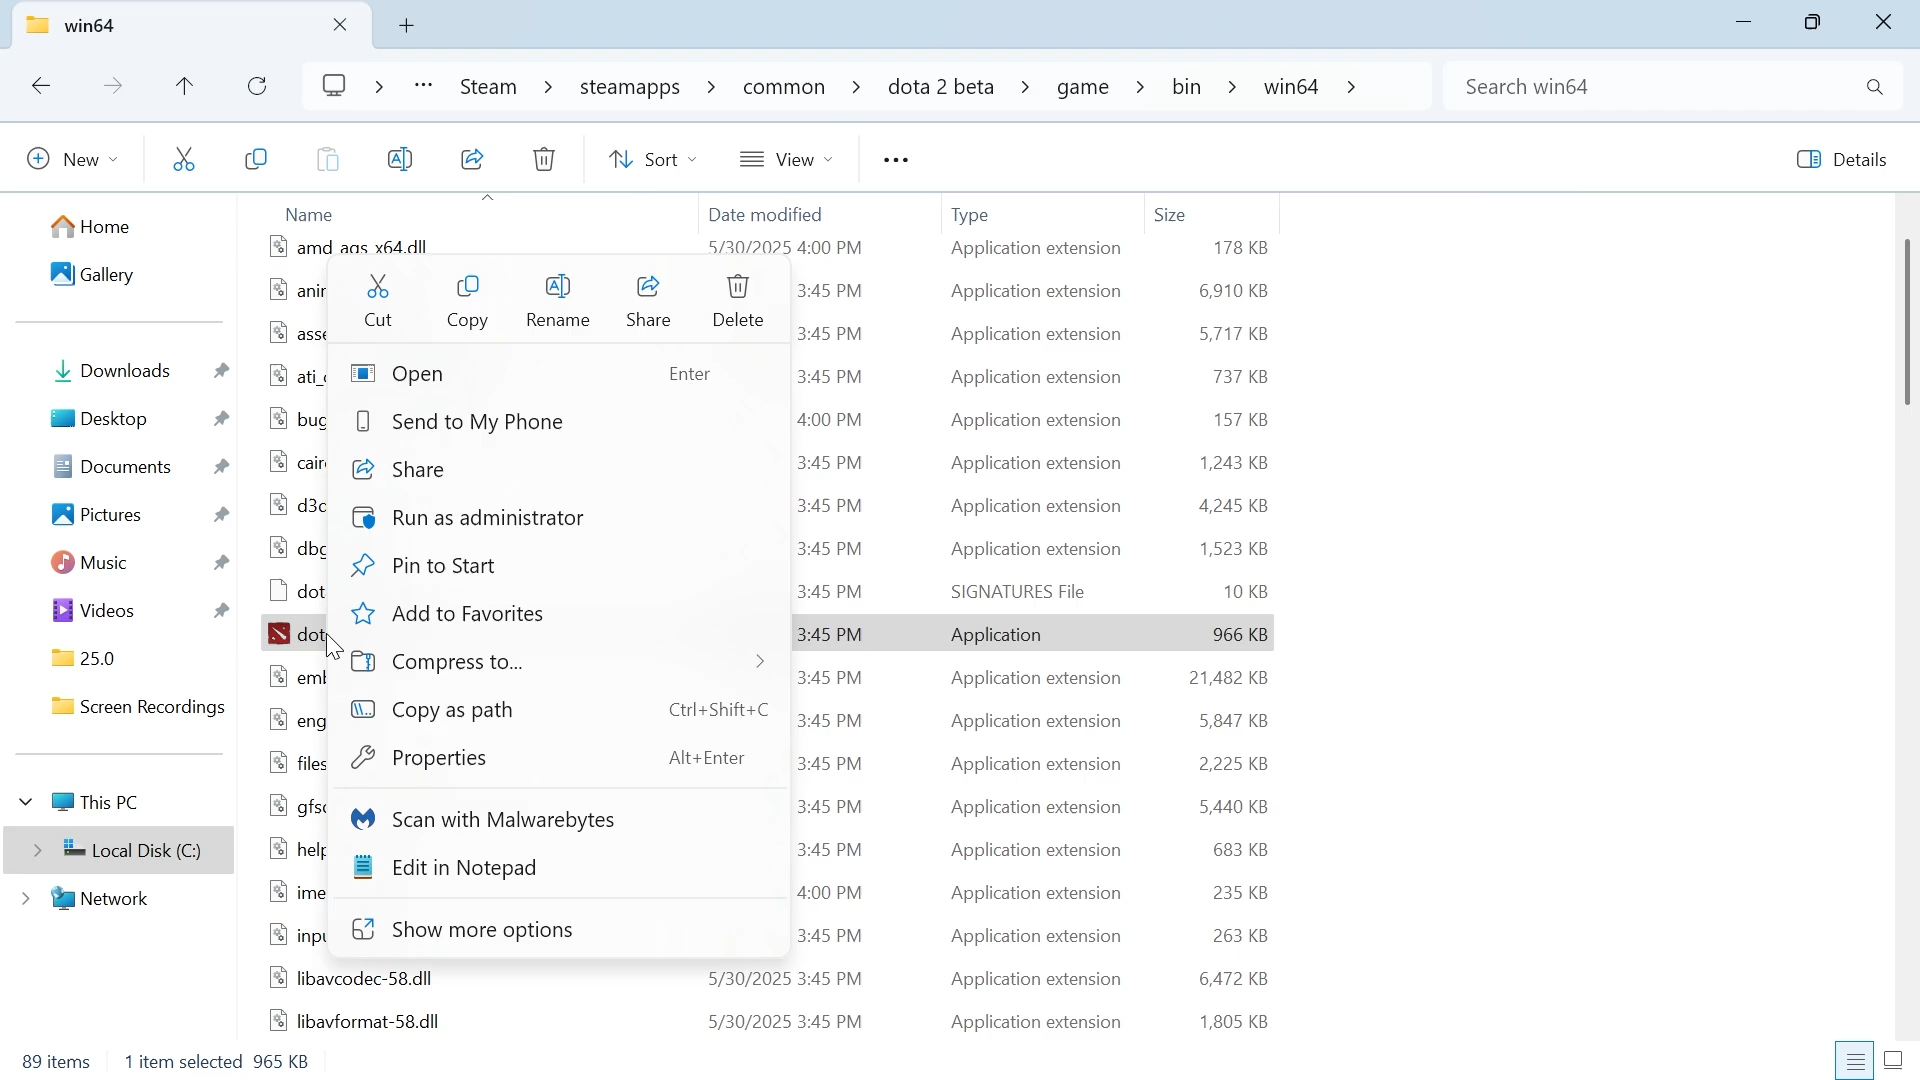 win64
Steam steamapps common dota 2 beta game bin win64
Search win64
New
Sort
View
Details
Home
Gallery
Downloads
Desktop
Documents
Pictures
Music
Videos
25.0
Screen Recordings
This PC
Local Disk (C:)
Network
Name Date modified Type Size
amd_ags_x64.dll 5/30/2025 4:00 PM Application extension 178 KB
3:45 PM Application extension 6,910 KB
3:45 PM Application extension 5,717 KB
3:45 PM Application extension 737 KB
bug 4:00 PM Application extension 157 KB
3:45 PM Application extension 1,243 KB
3:45 PM Application extension 4,245 KB
dbg 3:45 PM Application extension 1,523 KB
dot 3:45 PM SIGNATURES File 10 KB
dot 3:45 PM Application 966 KB
3:45 PM Application extension 21,482 KB
eng 3:45 PM Application extension 5,847 KB
files 3:45 PM Application extension 2,225 KB
3:45 PM Application extension 5,440 KB
help 3:45 PM Application extension 683 KB
ime 4:00 PM Application extension 235 KB
3:45 PM Application extension 263 KB
libavcodec-58.dll 5/30/2025 3:45 PM Application extension 6,472 KB
libavformat-58.dll 5/30/2025 3:45 PM Application extension 1,805 KB
Cut Copy Rename Share Delete
Open Enter
Send to My Phone
Share
Run as administrator
Pin to Start
Add to Favorites
Compress to...
Copy as path Ctrl+Shift+C
Properties Alt+Enter
Scan with Malwarebytes
Edit in Notepad
Show more options
89 items 1 item selected 965 KB